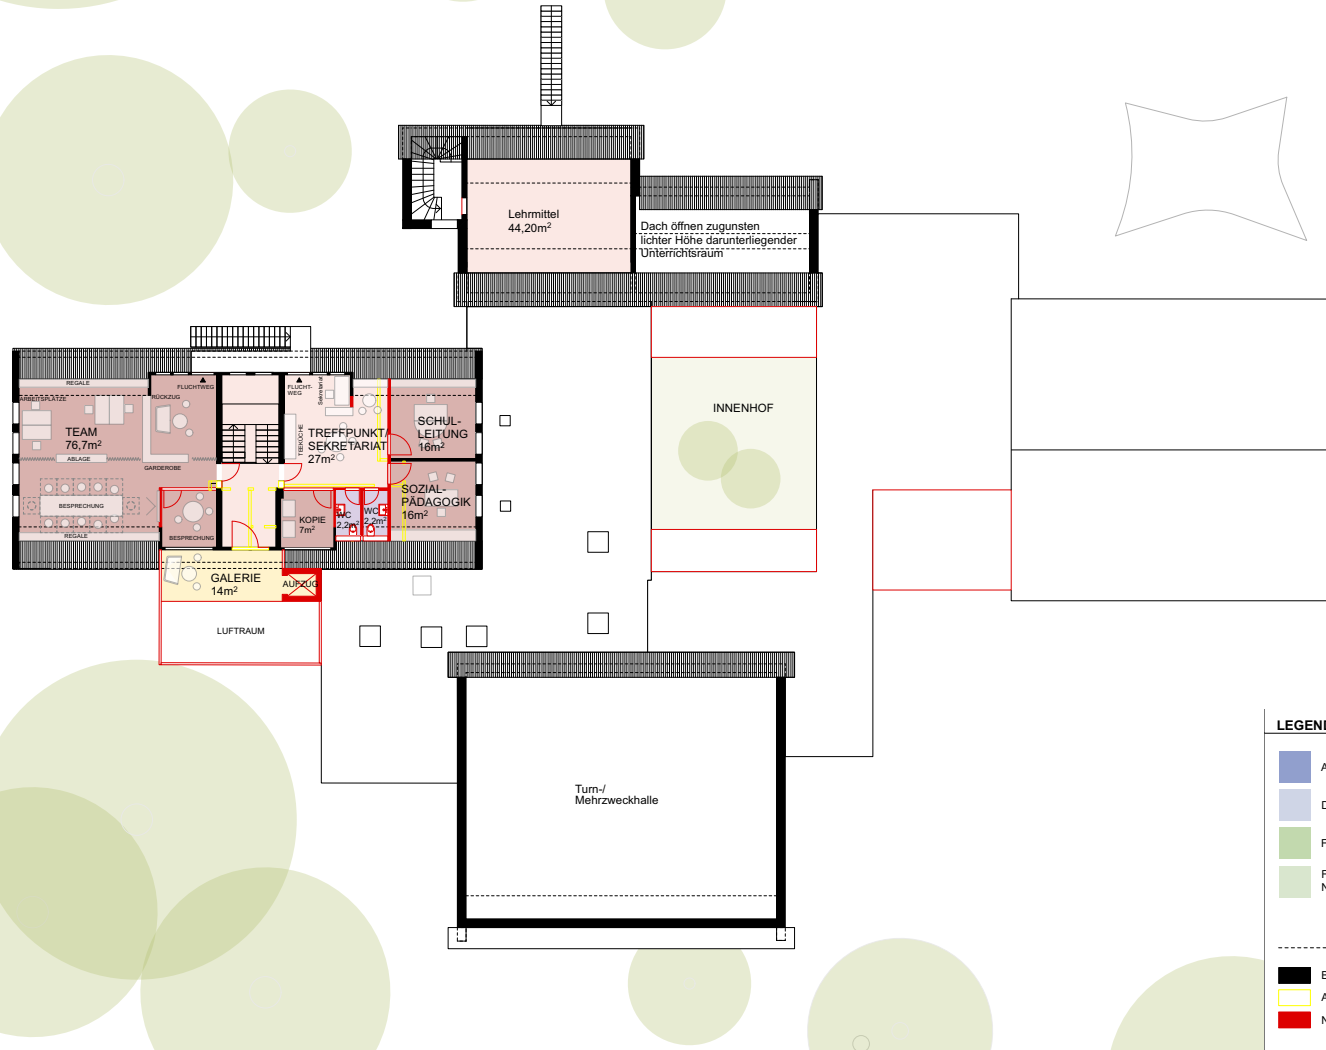 Lehrmittel
44,20m²
Dach öffnen zugunsten
lichter Höhe darunterliegender
Unterrichtsraum
REGALE
ARBEITSPLÄTZE
RÜCKZUG
FLUCHTWEG
TEAM
76,7m²
ABLAGE
GARDEROBE
BESPRECHUNG
REGALE
BESPRECHUNG
FLUCHT-
WEG
Sekretariat
TEEKÜCHE
TREFFPUNKT/
SEKRETARIAT
27m²
SCHUL-
LEITUNG
16m²
SOZIAL-
PÄDAGOGIK
16m²
KOPIE
7m²
WC
2,2m²
WC
2,2m²
GALERIE
14m²
AUFZUG
LUFTRAUM
INNENHOF
Turn-/
Mehrzweckhalle
LEGEND
A
D
F
F
N
B
A
N